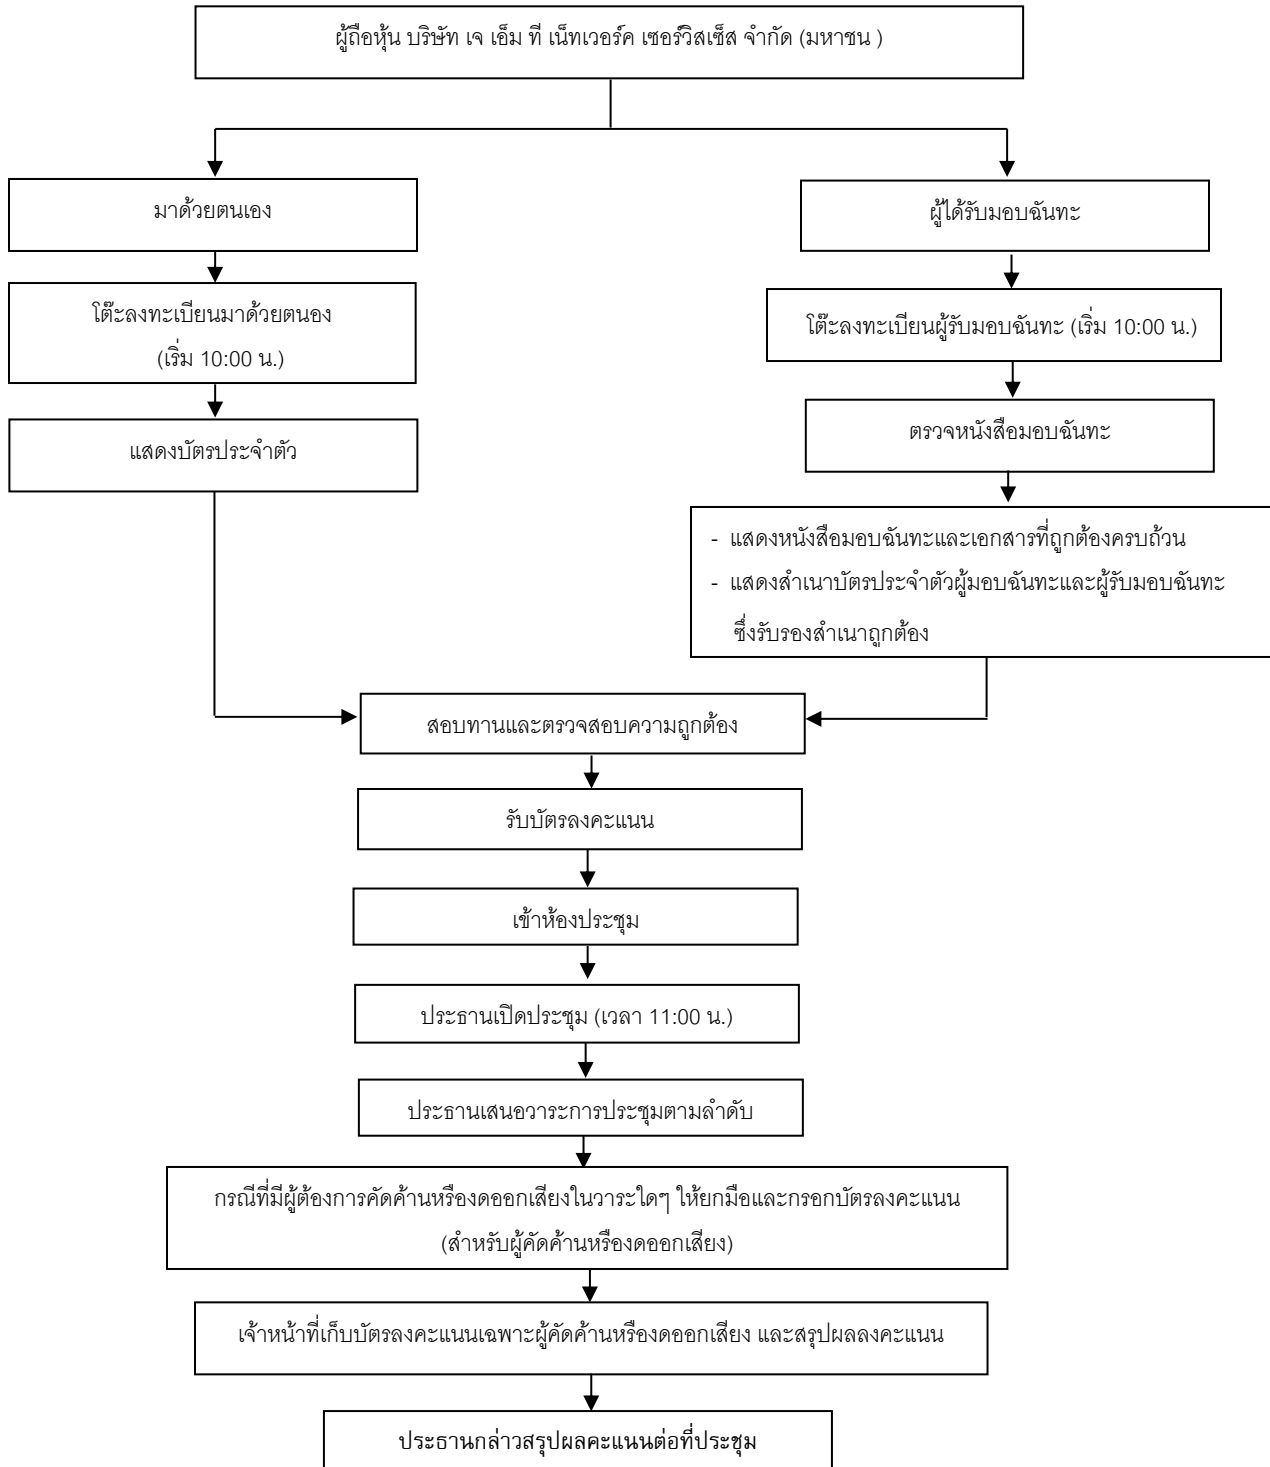 ผู้ถือหุ้น บริษัท เจ เอ็ม ที เน็ทเวอร์ค เซอร์วิสเซ็ส จำกัด (มหาชน )
มาด้วยตนเอง
ผู้ได้รับมอบฉันทะ
โต๊ะลงทะเบียนมาด้วยตนอง
(เริ่ม 10:00 น.)
โต๊ะลงทะเบียนผู้รับมอบฉันทะ (เริ่ม 10:00 น.)
แสดงบัตรประจำตัว
ตรวจหนังสือมอบฉันทะ
- แสดงหนังสือมอบฉันทะและเอกสารที่ถูกต้องครบถ้วน
- แสดงสำเนาบัตรประจำตัวผู้มอบฉันทะและผู้รับมอบฉันทะ
ซึ่งรับรองสำเนาถูกต้อง
สอบทานและตรวจสอบความถูกต้อง
รับบัตรลงคะแนน
เข้าห้องประชุม
ประธานเปิดประชุม (เวลา 11:00 น.)
ประธานเสนอวาระการประชุมตามลำดับ
กรณีที่มีผู้ต้องการคัดค้านหรืองดออกเสียงในวาระใดๆ ให้ยกมือและกรอกบัตรลงคะแนน
(สำหรับผู้คัดค้านหรืองดออกเสียง)
เจ้าหน้าที่เก็บบัตรลงคะแนนเฉพาะผู้คัดค้านหรืองดออกเสียง และสรุปผลลงคะแนน
ประธานกล่าวสรุปผลคะแนนต่อที่ประชุม